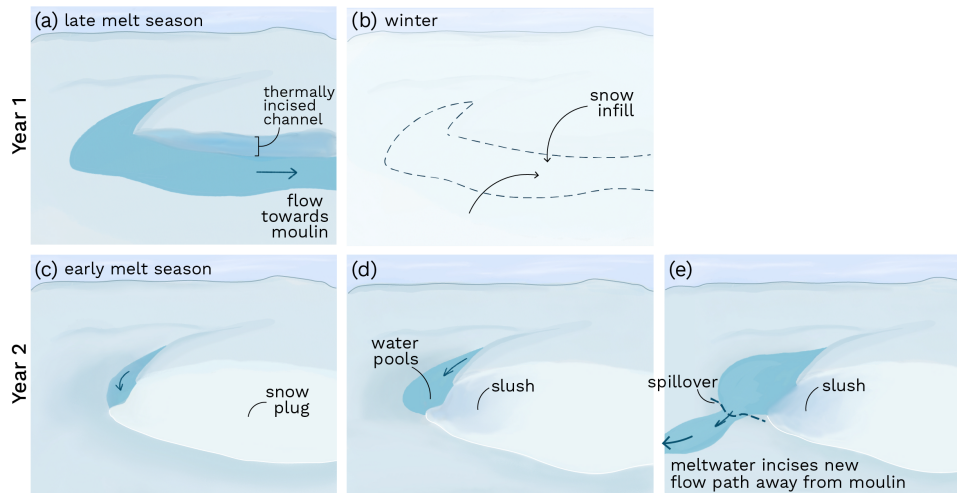 Year 1
(a) late melt season
thermally
incised
channel
flow
towards
moulin
(b) winter
snow
infill
Year 2
(c) early melt season
snow
plug
(d)
water
pools
slush
(e)
spillover
slush
meltwater incises new
flow path away from moulin